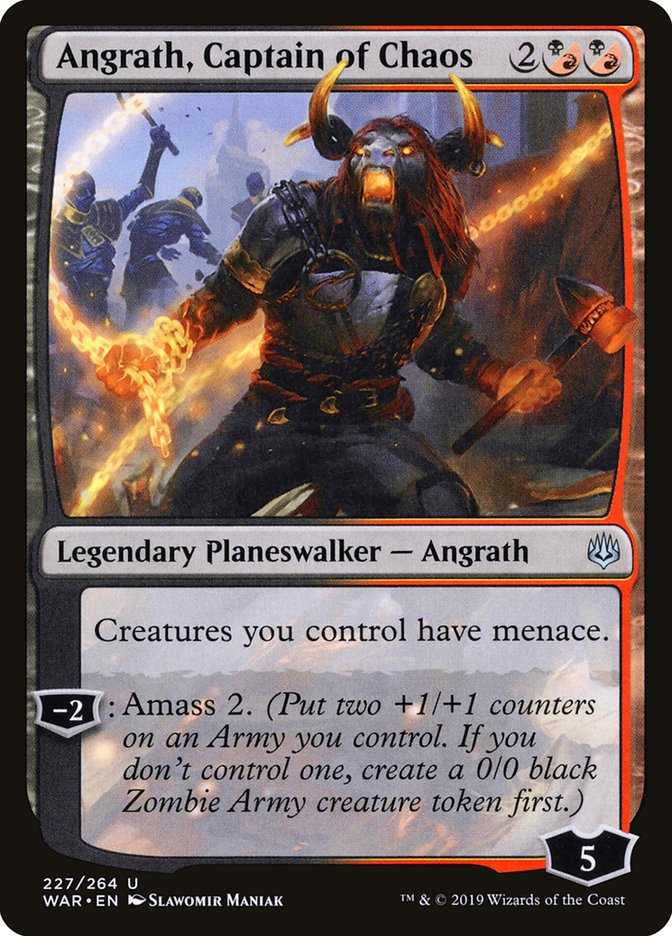 Angrath, Captain of Chaos 2
Legendary Planeswalker — Angrath
Creatures you control have menace.
−2: Amass 2. (Put two +1/+1 counters
on an Army you control. If you
don't control one, create a 0/0 black
Zombie Army creature token first.)
5
227/264 U
WAR • EN Slawomir Maniak
™ & © 2019 Wizards of the Coast